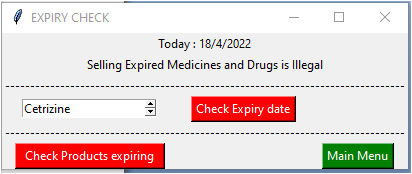 EXPIRY CHECK
Today : 18/4/2022
Selling Expired Medicines and Drugs is Illegal
Cetrizine
Check Expiry date
Check Products expiring
Main Menu